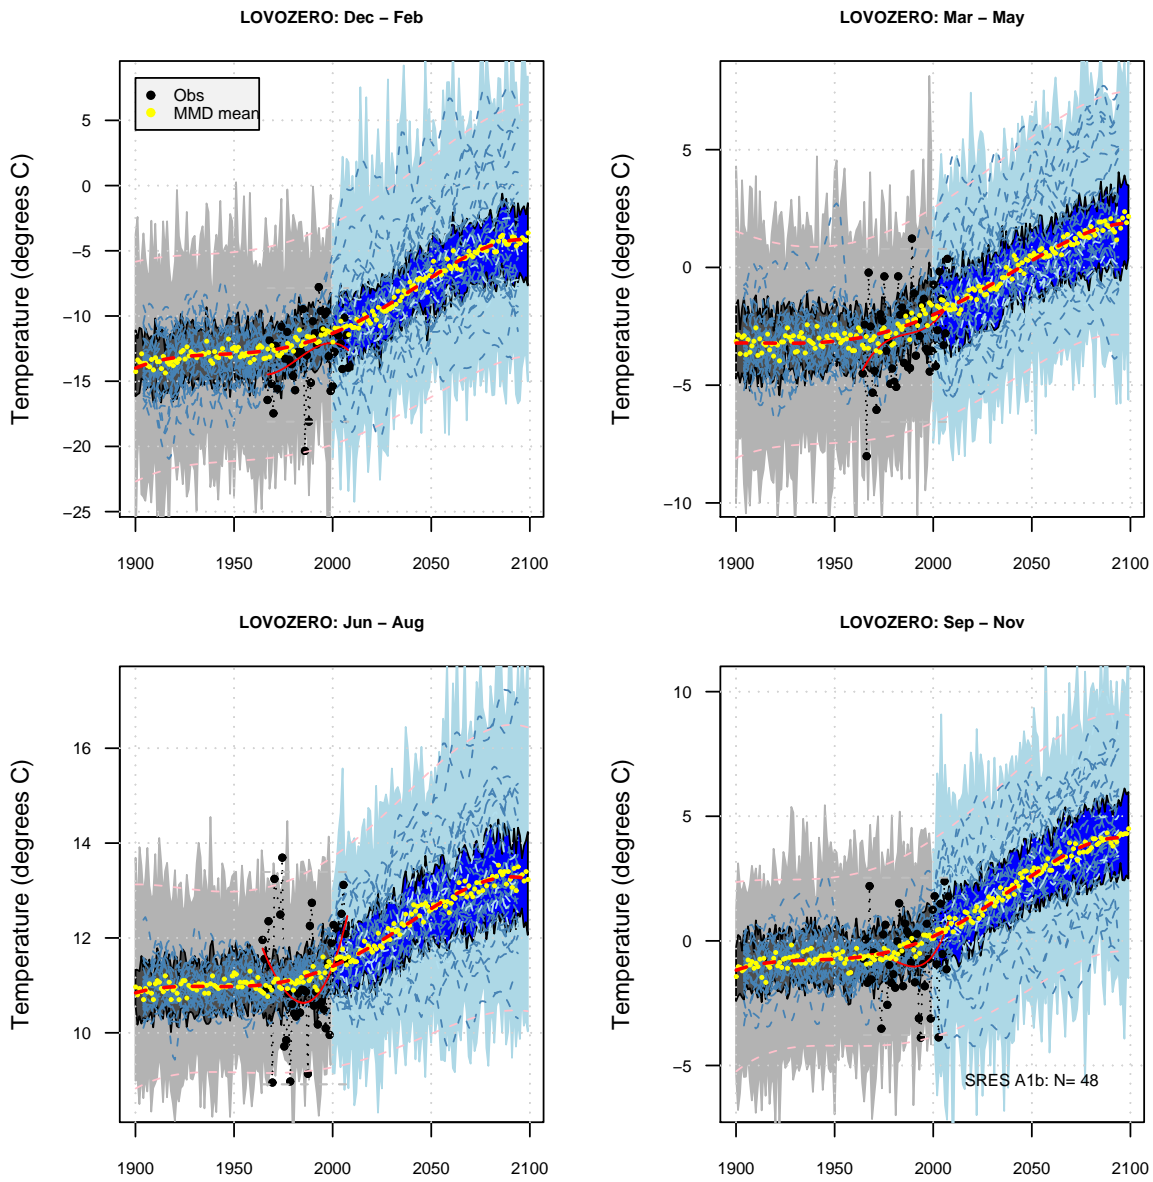 LOVOZERO: Dec − Feb
Temperature (degrees C)
5
0
−5
−10
−15
−20
−25
1900 1950 2000 2050 2100
Obs
MMD mean
LOVOZERO: Mar − May
Temperature (degrees C)
5
0
−5
−10
1900 1950 2000 2050 2100
LOVOZERO: Jun − Aug
Temperature (degrees C)
16
14
12
10
1900 1950 2000 2050 2100
LOVOZERO: Sep − Nov
Temperature (degrees C)
10
5
0
−5
SRES A1b: N= 48
1900 1950 2000 2050 2100